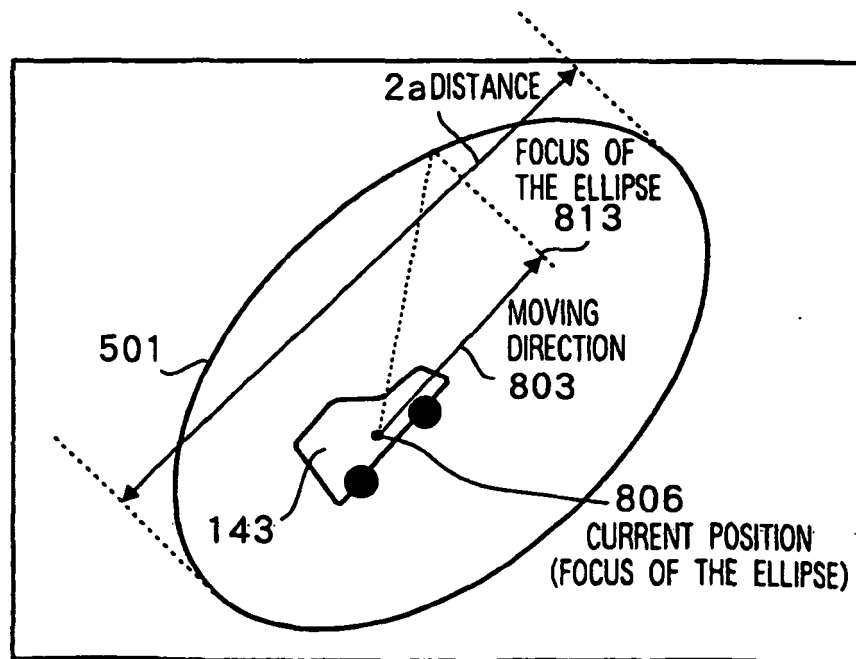 2a DISTANCE
FOCUS OF
THE ELLIPSE
813
501
MOVING
DIRECTION
803
143
806
CURRENT POSITION
(FOCUS OF THE ELLIPSE)